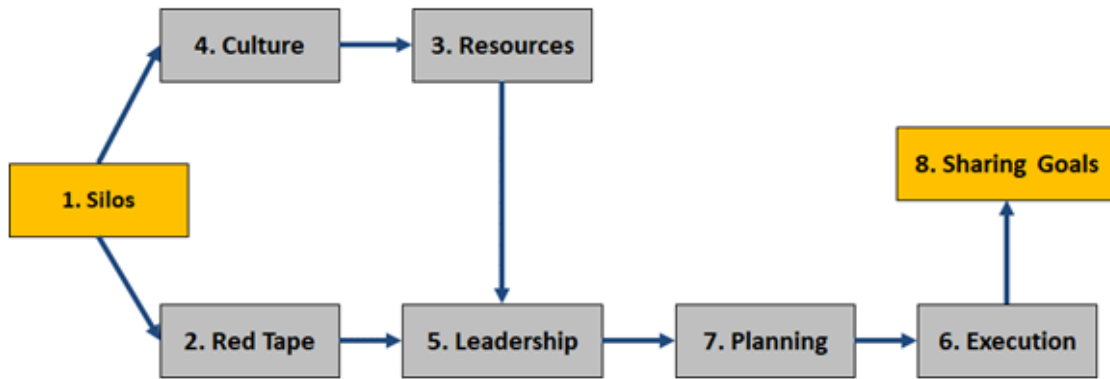 4. Culture
3. Resources
1. Silos
8. Sharing Goals
2. Red Tape
5. Leadership
7. Planning
6. Execution